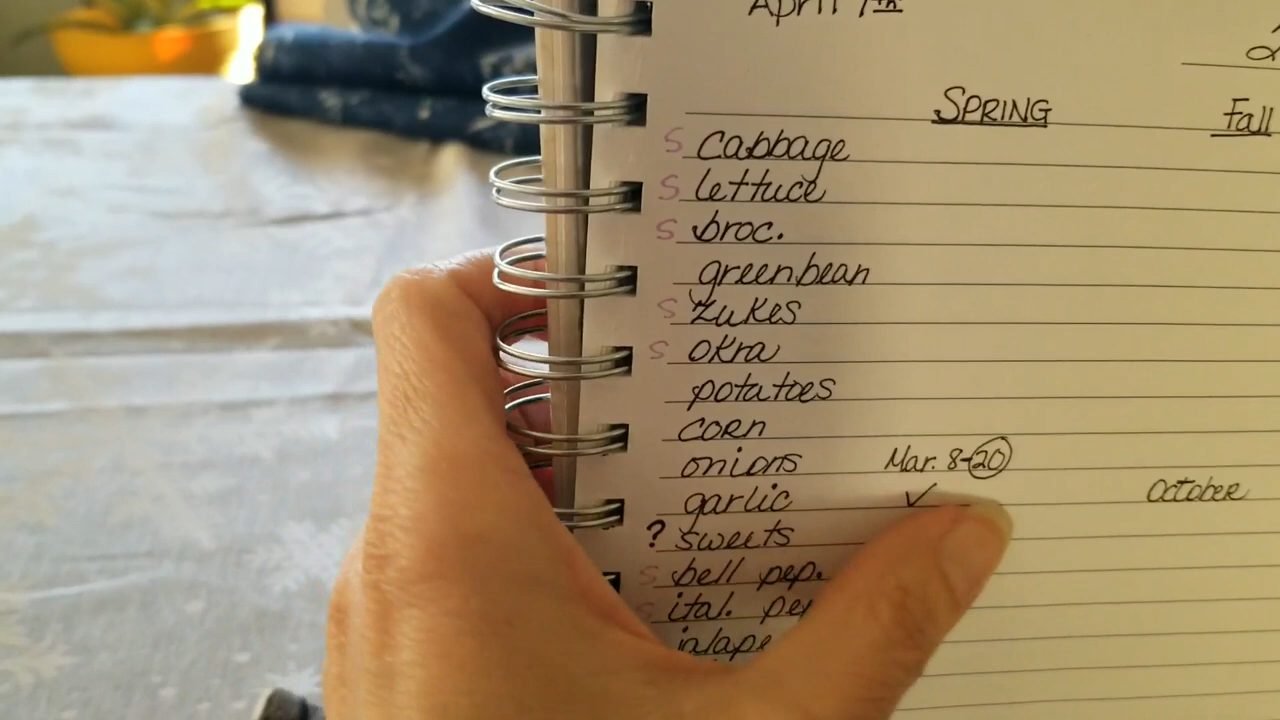 April 7th
SPRING Fall
S cabbage
S lettuce
S broc.
greenbean
S zukes
S okra
potatoes
corn
onions Mar. 8-20
garlic ✓ October
? sweets
S bell pep.
S ital.